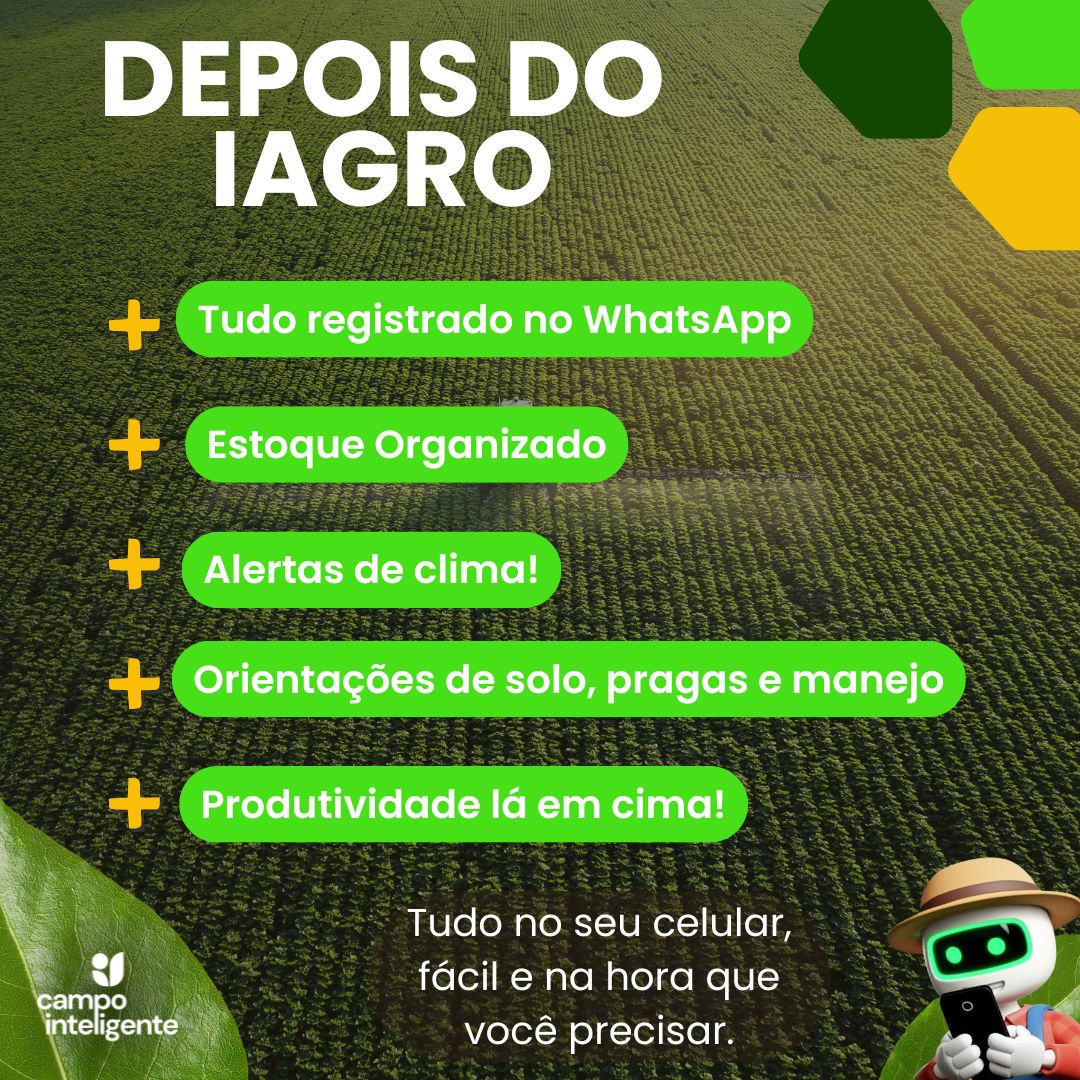 DEPOIS DO
IAGRO
Tudo registrado no WhatsApp
Estoque Organizado
Alertas de clima!
Orientações de solo, pragas e manejo
Produtividade lá em cima!
Tudo no seu celular,
fácil e na hora que
você precisar.
campo
inteligente